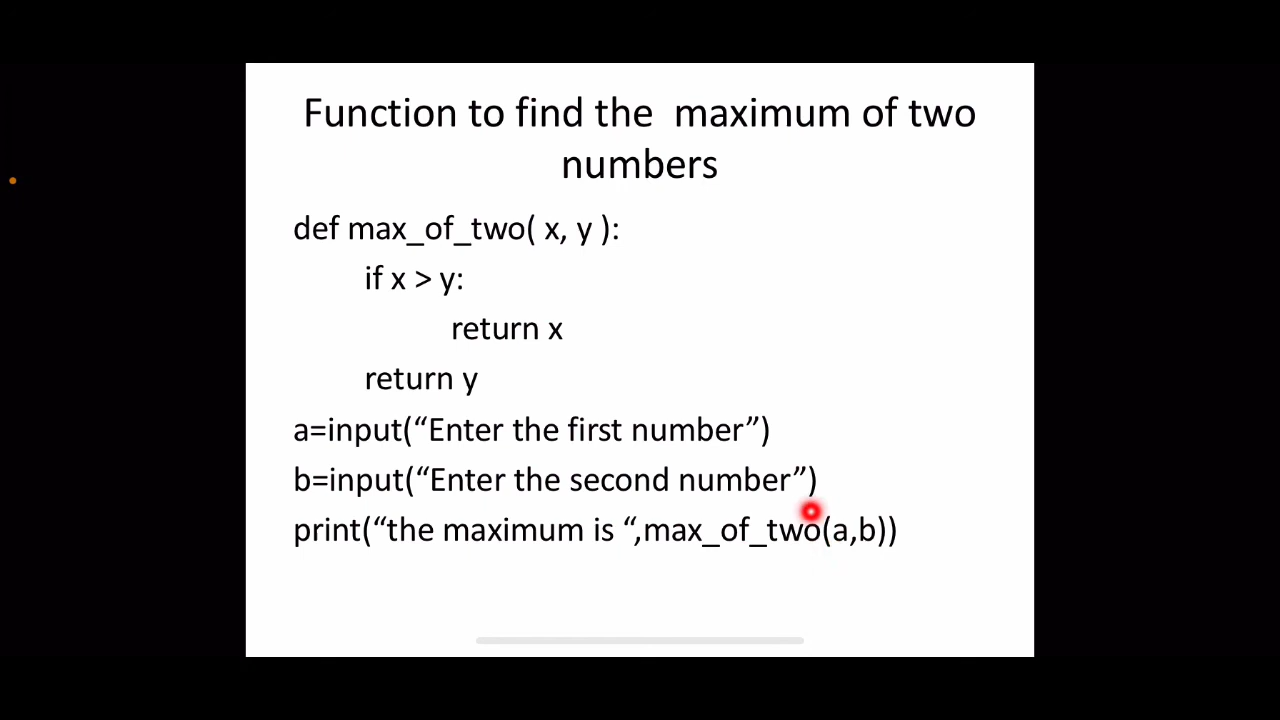 Function to find the  maximum of two
numbers
def max_of_two( x, y ):
if x > y:
return x
return y
a=input(“Enter the first number”)
b=input(“Enter the second number”)
print(“the maximum is “,max_of_two(a,b))